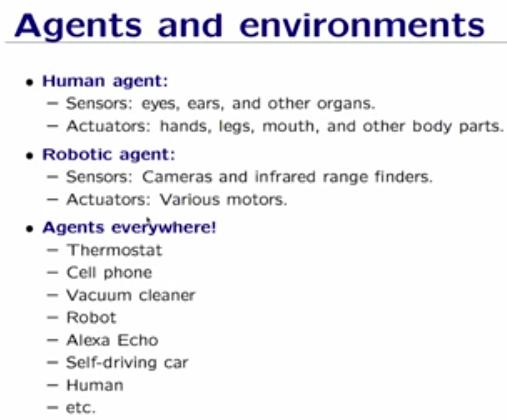 Agents and environments
• Human agent:
– Sensors: eyes, ears, and other organs.
– Actuators: hands, legs, mouth, and other body parts.
• Robotic agent:
– Sensors: Cameras and infrared range finders.
– Actuators: Various motors.
• Agents everywhere!
– Thermostat
– Cell phone
– Vacuum cleaner
– Robot
– Alexa Echo
– Self-driving car
– Human
– etc.